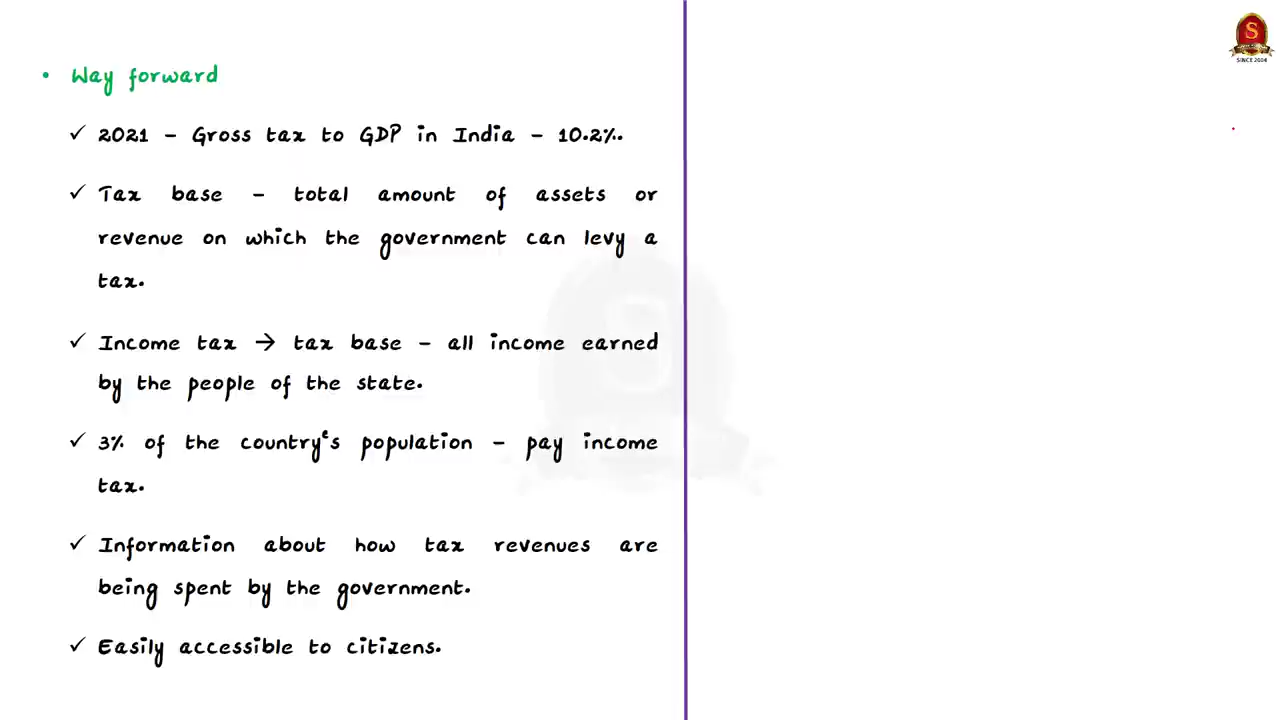 • Way forward
✓ 2021 - Gross tax to GDP in India - 10.2%.
✓ Tax base - total amount of assets or
revenue on which the government can levy a
tax.
✓ Income tax → tax base - all income earned
by the people of the state.
✓ 3% of the country's population - pay income
tax.
✓ Information about how tax revenues are
being spent by the government.
✓ Easily accessible to citizens.
S
SINCE 2004